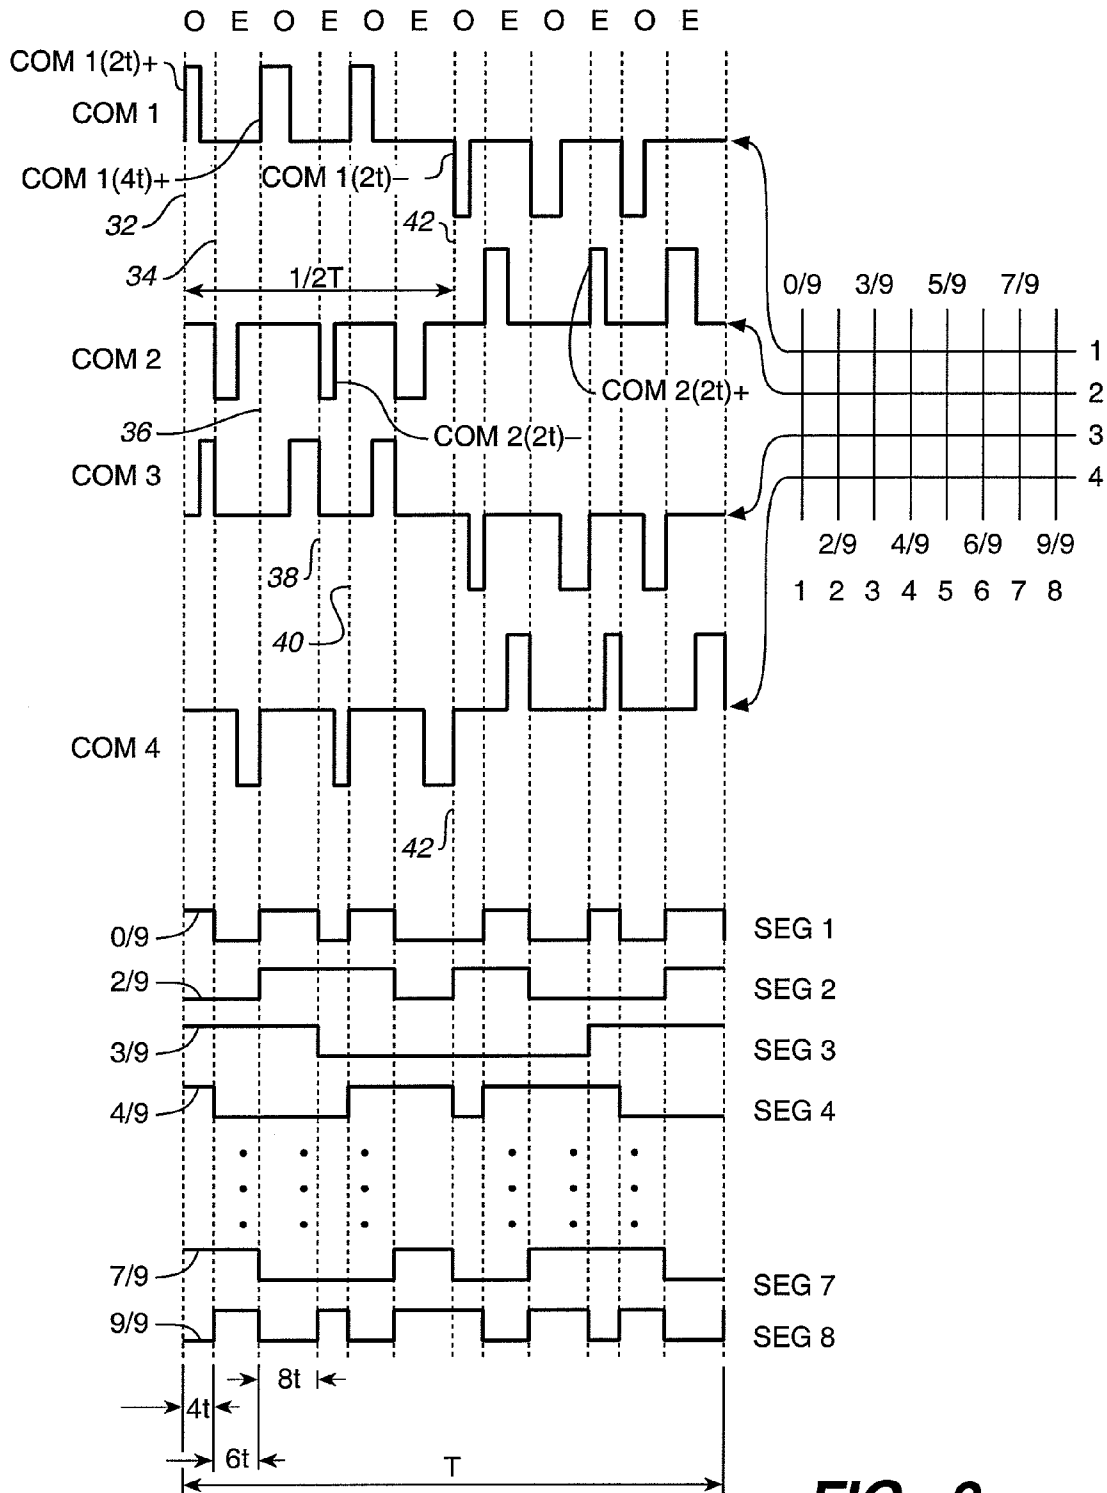 O E O E O E O E O E O E
COM 1(2t)+
COM 1
COM 1(4t)+
COM 1(2t)–
32
42
34
1/2T
0/9 3/9 5/9 7/9
1
COM 2
2
COM 2(2t)+
36
COM 2(2t)–
3
COM 3
4
2/9 4/9 6/9 9/9
38
1 2 3 4 5 6 7 8
40
COM 4
42
0/9
SEG 1
2/9
SEG 2
3/9
SEG 3
4/9
SEG 4
7/9
SEG 7
9/9
SEG 8
8t
4t
6t
T